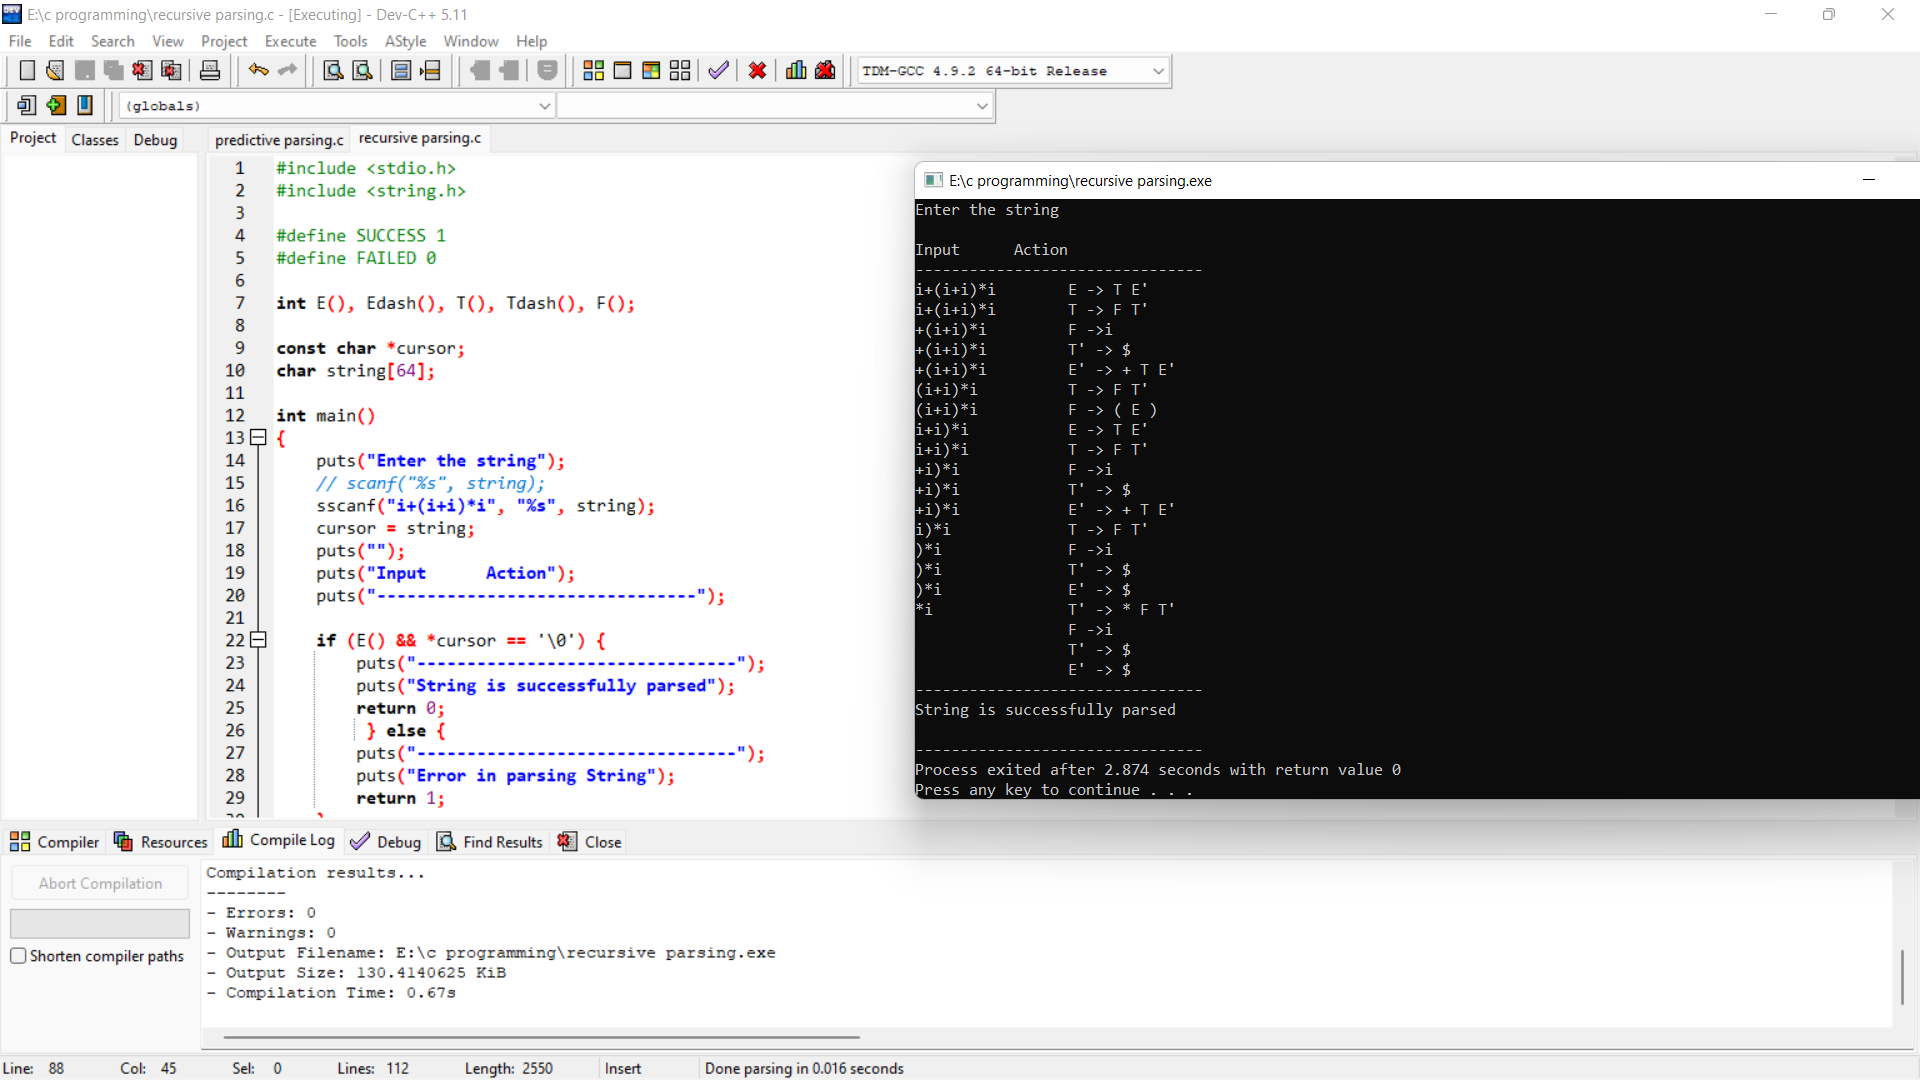 E:\c programming\recursive parsing.c - [Executing] - Dev-C++ 5.11
File Edit Search View Project Execute Tools AStyle Window Help
TDM-GCC 4.9.2 64-bit Release
(globals)
Project Classes Debug
predictive parsing.c recursive parsing.c
1 #include <stdio.h>
2 #include <string.h>
3
4 #define SUCCESS 1
5 #define FAILED 0
6
7 int E(), Edash(), T(), Tdash(), F();
8
9 const char *cursor;
10 char string[64];
11
12 int main()
13 {
14 puts("Enter the string");
15 // scanf("%s", string);
16 sscanf("i+(i+i)*i", "%s", string);
17 cursor = string;
18 puts("");
19 puts("Input      Action");
20 puts("--------------------------------");
21
22 if (E() && *cursor == '\0') {
23 puts("--------------------------------");
24 puts("String is successfully parsed");
25 return 0;
26 } else {
27 puts("--------------------------------");
28 puts("Error in parsing String");
29 return 1;
30 }
E:\c programming\recursive parsing.exe
Enter the string
Input      Action
--------------------------------
i+(i+i)*i        E -> T E'
i+(i+i)*i        T -> F T'
+(i+i)*i         F ->i
+(i+i)*i         T' -> $
+(i+i)*i         E' -> + T E'
(i+i)*i          T -> F T'
(i+i)*i          F -> ( E )
i+i)*i           E -> T E'
i+i)*i           T -> F T'
+i)*i            F ->i
+i)*i            T' -> $
+i)*i            E' -> + T E'
i)*i             T -> F T'
)*i              F ->i
)*i              T' -> $
)*i              E' -> $
*i               T' -> * F T'
F ->i
T' -> $
E' -> $
--------------------------------
String is successfully parsed
--------------------------------
Process exited after 2.874 seconds with return value 0
Press any key to continue . . .
Compiler Resources Compile Log Debug Find Results Close
Abort Compilation
Shorten compiler paths
Compilation results...
--------
- Errors: 0
- Warnings: 0
- Output Filename: E:\c programming\recursive parsing.exe
- Output Size: 130.4140625 KiB
- Compilation Time: 0.67s
Line: 88 Col: 45 Sel: 0 Lines: 112 Length: 2550 Insert Done parsing in 0.016 seconds